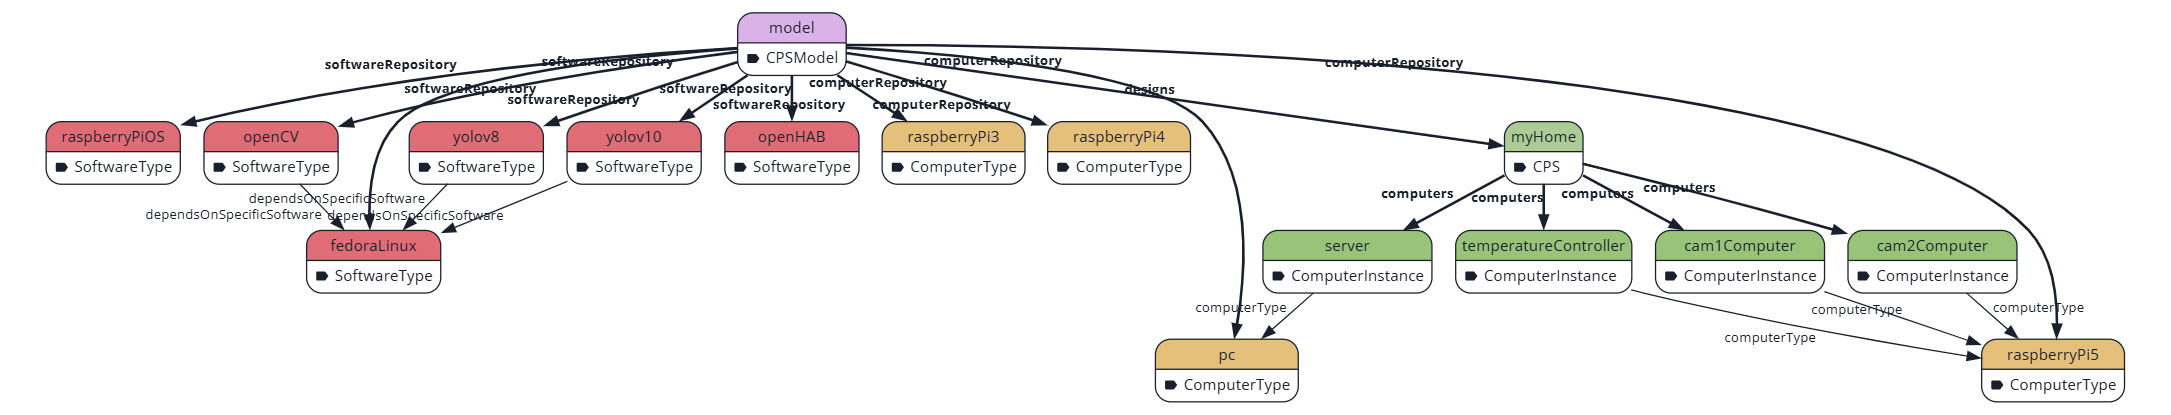 model
CPSModel
softwareRepository
softwareRepository
computerRepository
computerRepository
softwareRepository
softwareRepository
softwareRepository
computerRepository
designs
softwareRepository
computerRepository
raspberryPiOS
SoftwareType
openCV
SoftwareType
yolov8
SoftwareType
yolov10
SoftwareType
openHAB
SoftwareType
raspberryPi3
ComputerType
raspberryPi4
ComputerType
myHome
CPS
dependsOnSpecificSoftware
dependsOnSpecificSoftware
dependsOnSpecificSoftware
computers
computers
computers
computers
fedoraLinux
SoftwareType
server
ComputerInstance
temperatureController
ComputerInstance
cam1Computer
ComputerInstance
cam2Computer
ComputerInstance
computerType
computerType
computerType
computerType
pc
ComputerType
raspberryPi5
ComputerType